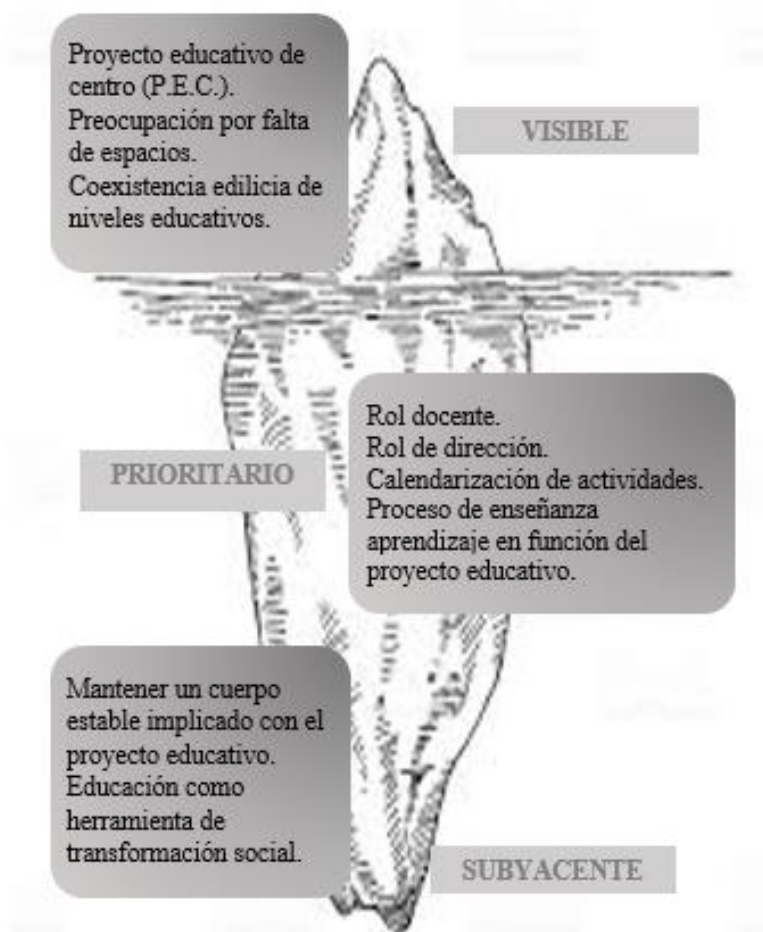 Proyecto educativo de
centro (P.E.C.).
Preocupación por falta
de espacios.
Coexistencia edilicia de
niveles educativos.
VISIBLE
Rol docente.
Rol de dirección.
Calendarización de actividades.
Proceso de enseñanza
aprendizaje en función del
proyecto educativo.
PRIORITARIO
Mantener un cuerpo
estable implicado con el
proyecto educativo.
Educación como
herramienta de
transformación social.
SUBYACENTE